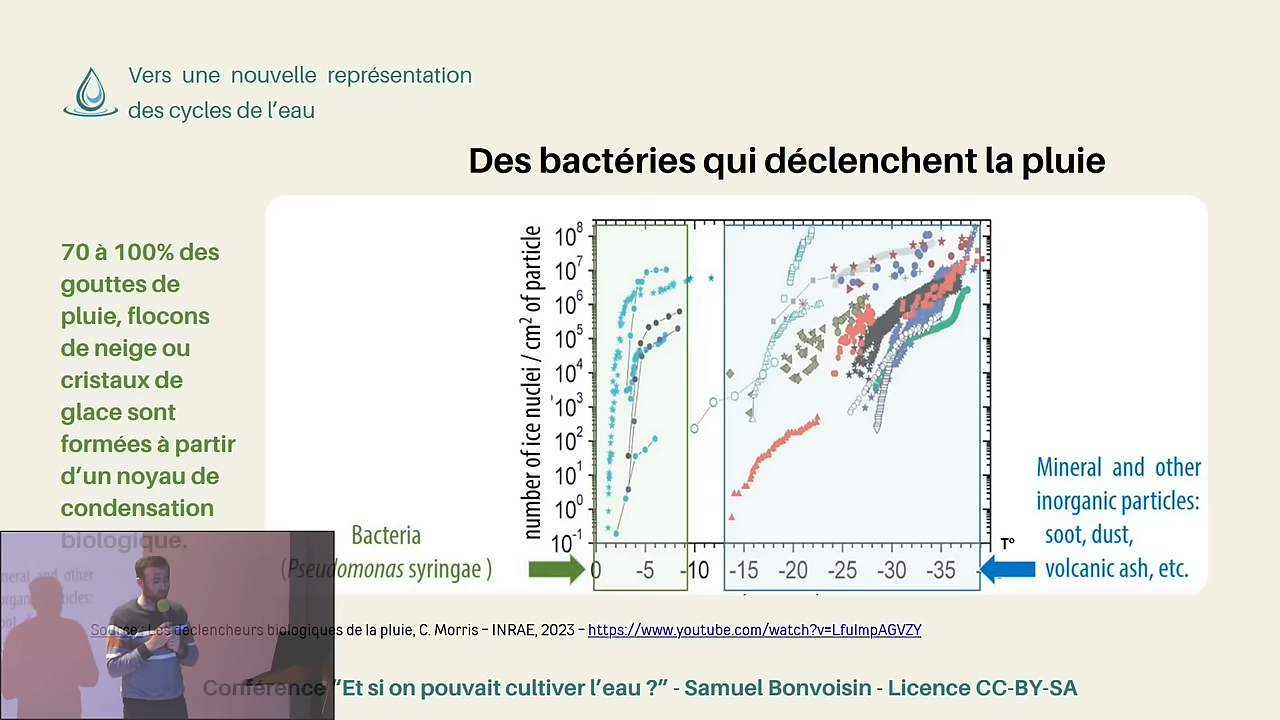 Vers une nouvelle représentation
des cycles de l’eau
Des bactéries qui déclenchent la pluie
70 à 100% des
gouttes de
pluie, flocons
de neige ou
cristaux de
glace sont
formées à partir
d’un noyau de
condensation
biologique.
number of ice nuclei / cm² of particle
10⁸
10⁷
10⁶
10⁵
10⁴
10³
10²
10¹
10⁰
10⁻¹
0 -5 -10 -15 -20 -25 -30 -35
T°
Bacteria
(Pseudomonas syringae )
Mineral and other
inorganic particles:
soot, dust,
volcanic ash, etc.
Source : Les déclencheurs biologiques de la pluie, C. Morris – INRAE, 2023 – https://www.youtube.com/watch?v=LfuImpAGVZY
Conférence “Et si on pouvait cultiver l’eau ?” - Samuel Bonvoisin - Licence CC-BY-SA